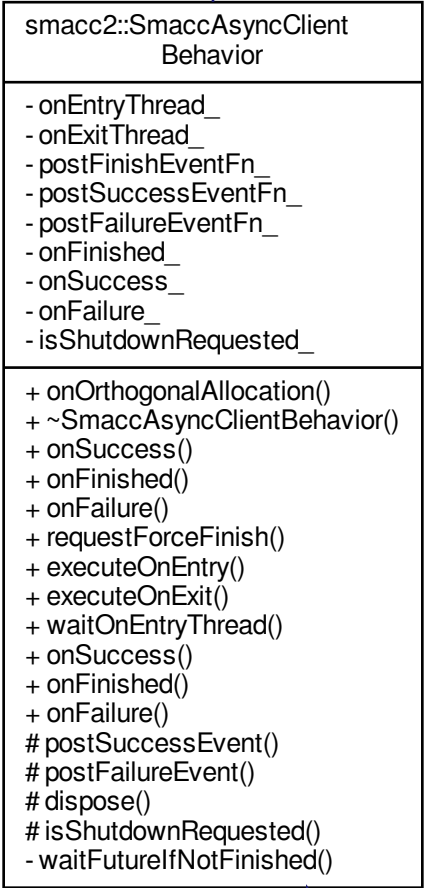 smacc2::SmaccAsyncClient
Behavior
- onEntryThread_
- onExitThread_
- postFinishEventFn_
- postSuccessEventFn_
- postFailureEventFn_
- onFinished_
- onSuccess_
- onFailure_
- isShutdownRequested_
+ onOrthogonalAllocation()
+ ~SmaccAsyncClientBehavior()
+ onSuccess()
+ onFinished()
+ onFailure()
+ requestForceFinish()
+ executeOnEntry()
+ executeOnExit()
+ waitOnEntryThread()
+ onSuccess()
+ onFinished()
+ onFailure()
# postSuccessEvent()
# postFailureEvent()
# dispose()
# isShutdownRequested()
- waitFutureIfNotFinished()